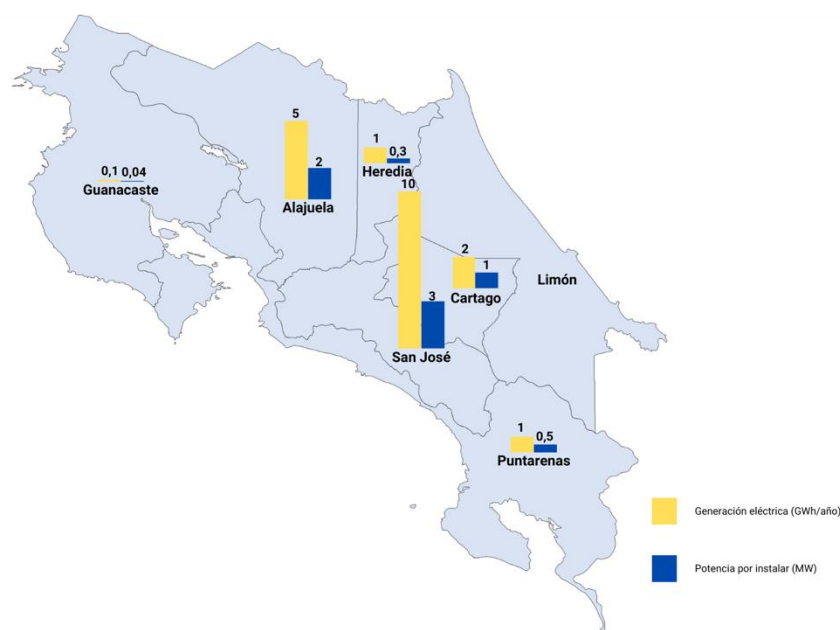 5
2
1
0,3
Heredia
0,1 0,04
Guanacaste
10
Alajuela
2
1
Limón
Cartago
3
San José
1
0,5
Puntarenas
Generación eléctrica (GWh/año)
Potencia por instalar (MW)